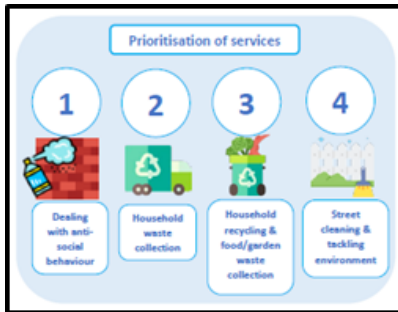 Prioritisation of services
1
2
3
4
Dealing
with anti-
social
behaviour
Household
waste
collection
Household
recycling &
food/garden
waste
collection
Street
cleaning &
tackling
environment